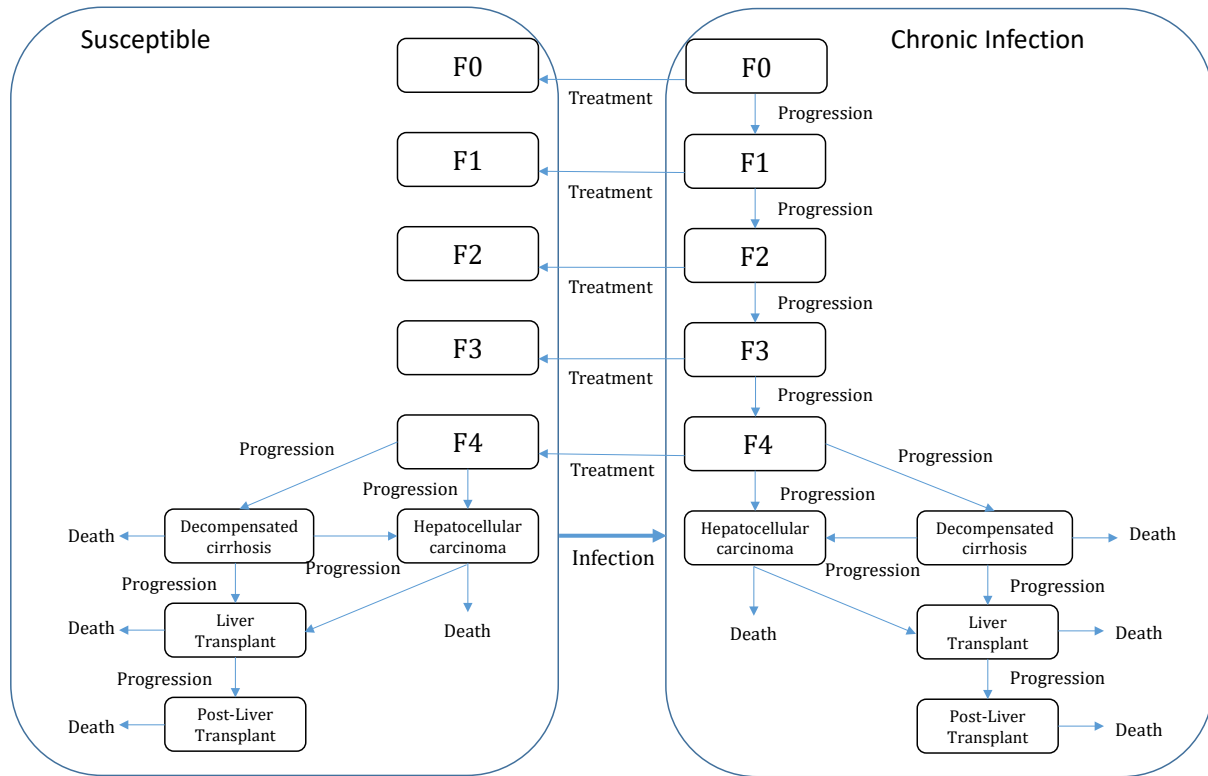 Susceptible
Chronic Infection
F0
F0
Treatment
Progression
F1
F1
Treatment
Progression
F2
F2
Treatment
Progression
F3
F3
Treatment
Progression
F4
F4
Progression
Treatment
Progression
Progression
Progression
Death
Decompensated
cirrhosis
Hepatocellular
carcinoma
Infection
Hepatocellular
carcinoma
Decompensated
cirrhosis
Death
Progression
Progression
Progression
Progression
Death
Liver
Transplant
Death
Death
Liver
Transplant
Death
Progression
Progression
Death
Post-Liver
Transplant
Post-Liver
Transplant
Death